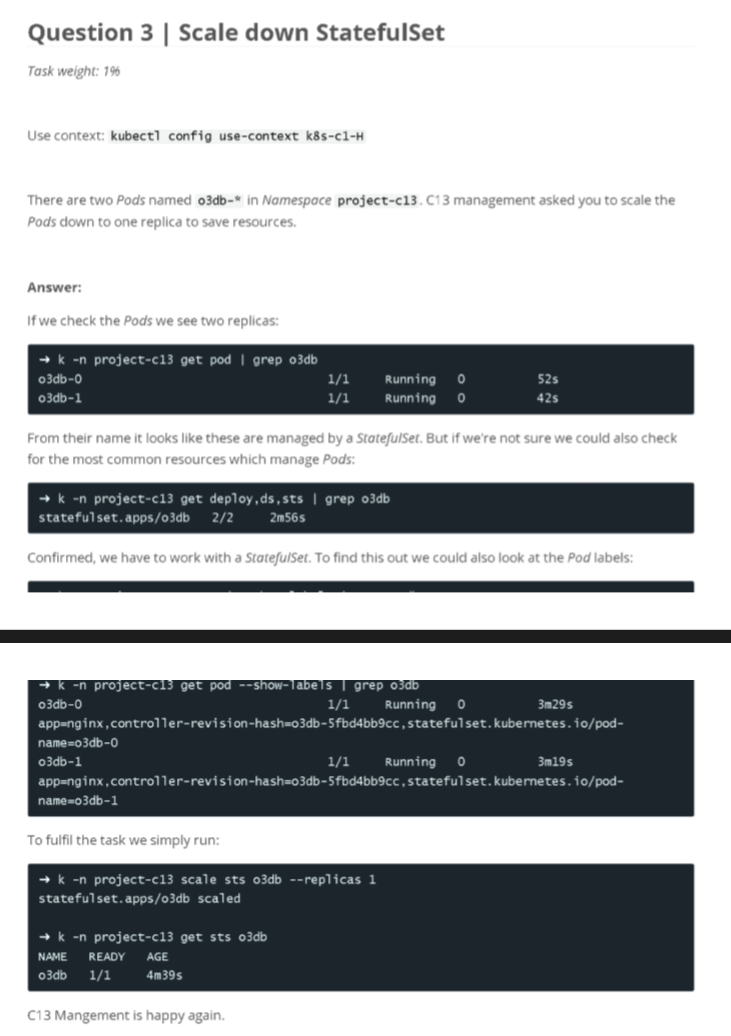 Question 3 | Scale down StatefulSet
Task weight: 1%
Use context: kubectl config use-context k8s-c1-H
There are two Pods named o3db-* in Namespace project-c13. C13 management asked you to scale the
Pods down to one replica to save resources.
Answer:
If we check the Pods we see two replicas:
→ k -n project-c13 get pod | grep o3db
o3db-0 1/1 Running 0 52s
o3db-1 1/1 Running 0 42s
From their name it looks like these are managed by a StatefulSet. But if we're not sure we could also check
for the most common resources which manage Pods:
→ k -n project-c13 get deploy,ds,sts | grep o3db
statefulset.apps/o3db 2/2 2m56s
Confirmed, we have to work with a StatefulSet. To find this out we could also look at the Pod labels:
→ k -n project-c13 get pod --show-labels | grep o3db
o3db-0 1/1 Running 0 3m29s
app=nginx,controller-revision-hash=o3db-5fbd4bb9cc,statefulset.kubernetes.io/pod-
name=o3db-0
o3db-1 1/1 Running 0 3m19s
app=nginx,controller-revision-hash=o3db-5fbd4bb9cc,statefulset.kubernetes.io/pod-
name=o3db-1
To fulfil the task we simply run:
→ k -n project-c13 scale sts o3db --replicas 1
statefulset.apps/o3db scaled
→ k -n project-c13 get sts o3db
NAME READY AGE
o3db 1/1 4m39s
C13 Mangement is happy again.